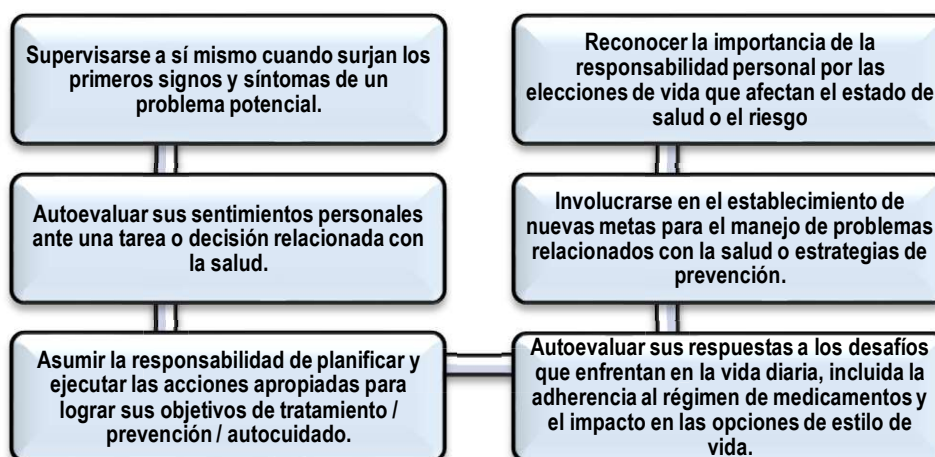 Supervisarse a sí mismo cuando surjan los
primeros signos y síntomas de un
problema potencial.
Autoevaluar sus sentimientos personales
ante una tarea o decisión relacionada con
la salud.
Asumir la responsabilidad de planificar y
ejecutar las acciones apropiadas para
lograr sus objetivos de tratamiento /
prevención / autocuidado.
Autoevaluar sus respuestas a los desafíos
que enfrentan en la vida diaria, incluida la
adherencia al régimen de medicamentos y
el impacto en las opciones de estilo de
vida.
Involucrarse en el establecimiento de
nuevas metas para el manejo de problemas
relacionados con la salud o estrategias de
prevención.
Reconocer la importancia de la
responsabilidad personal por las
elecciones de vida que afectan el estado de
salud o el riesgo